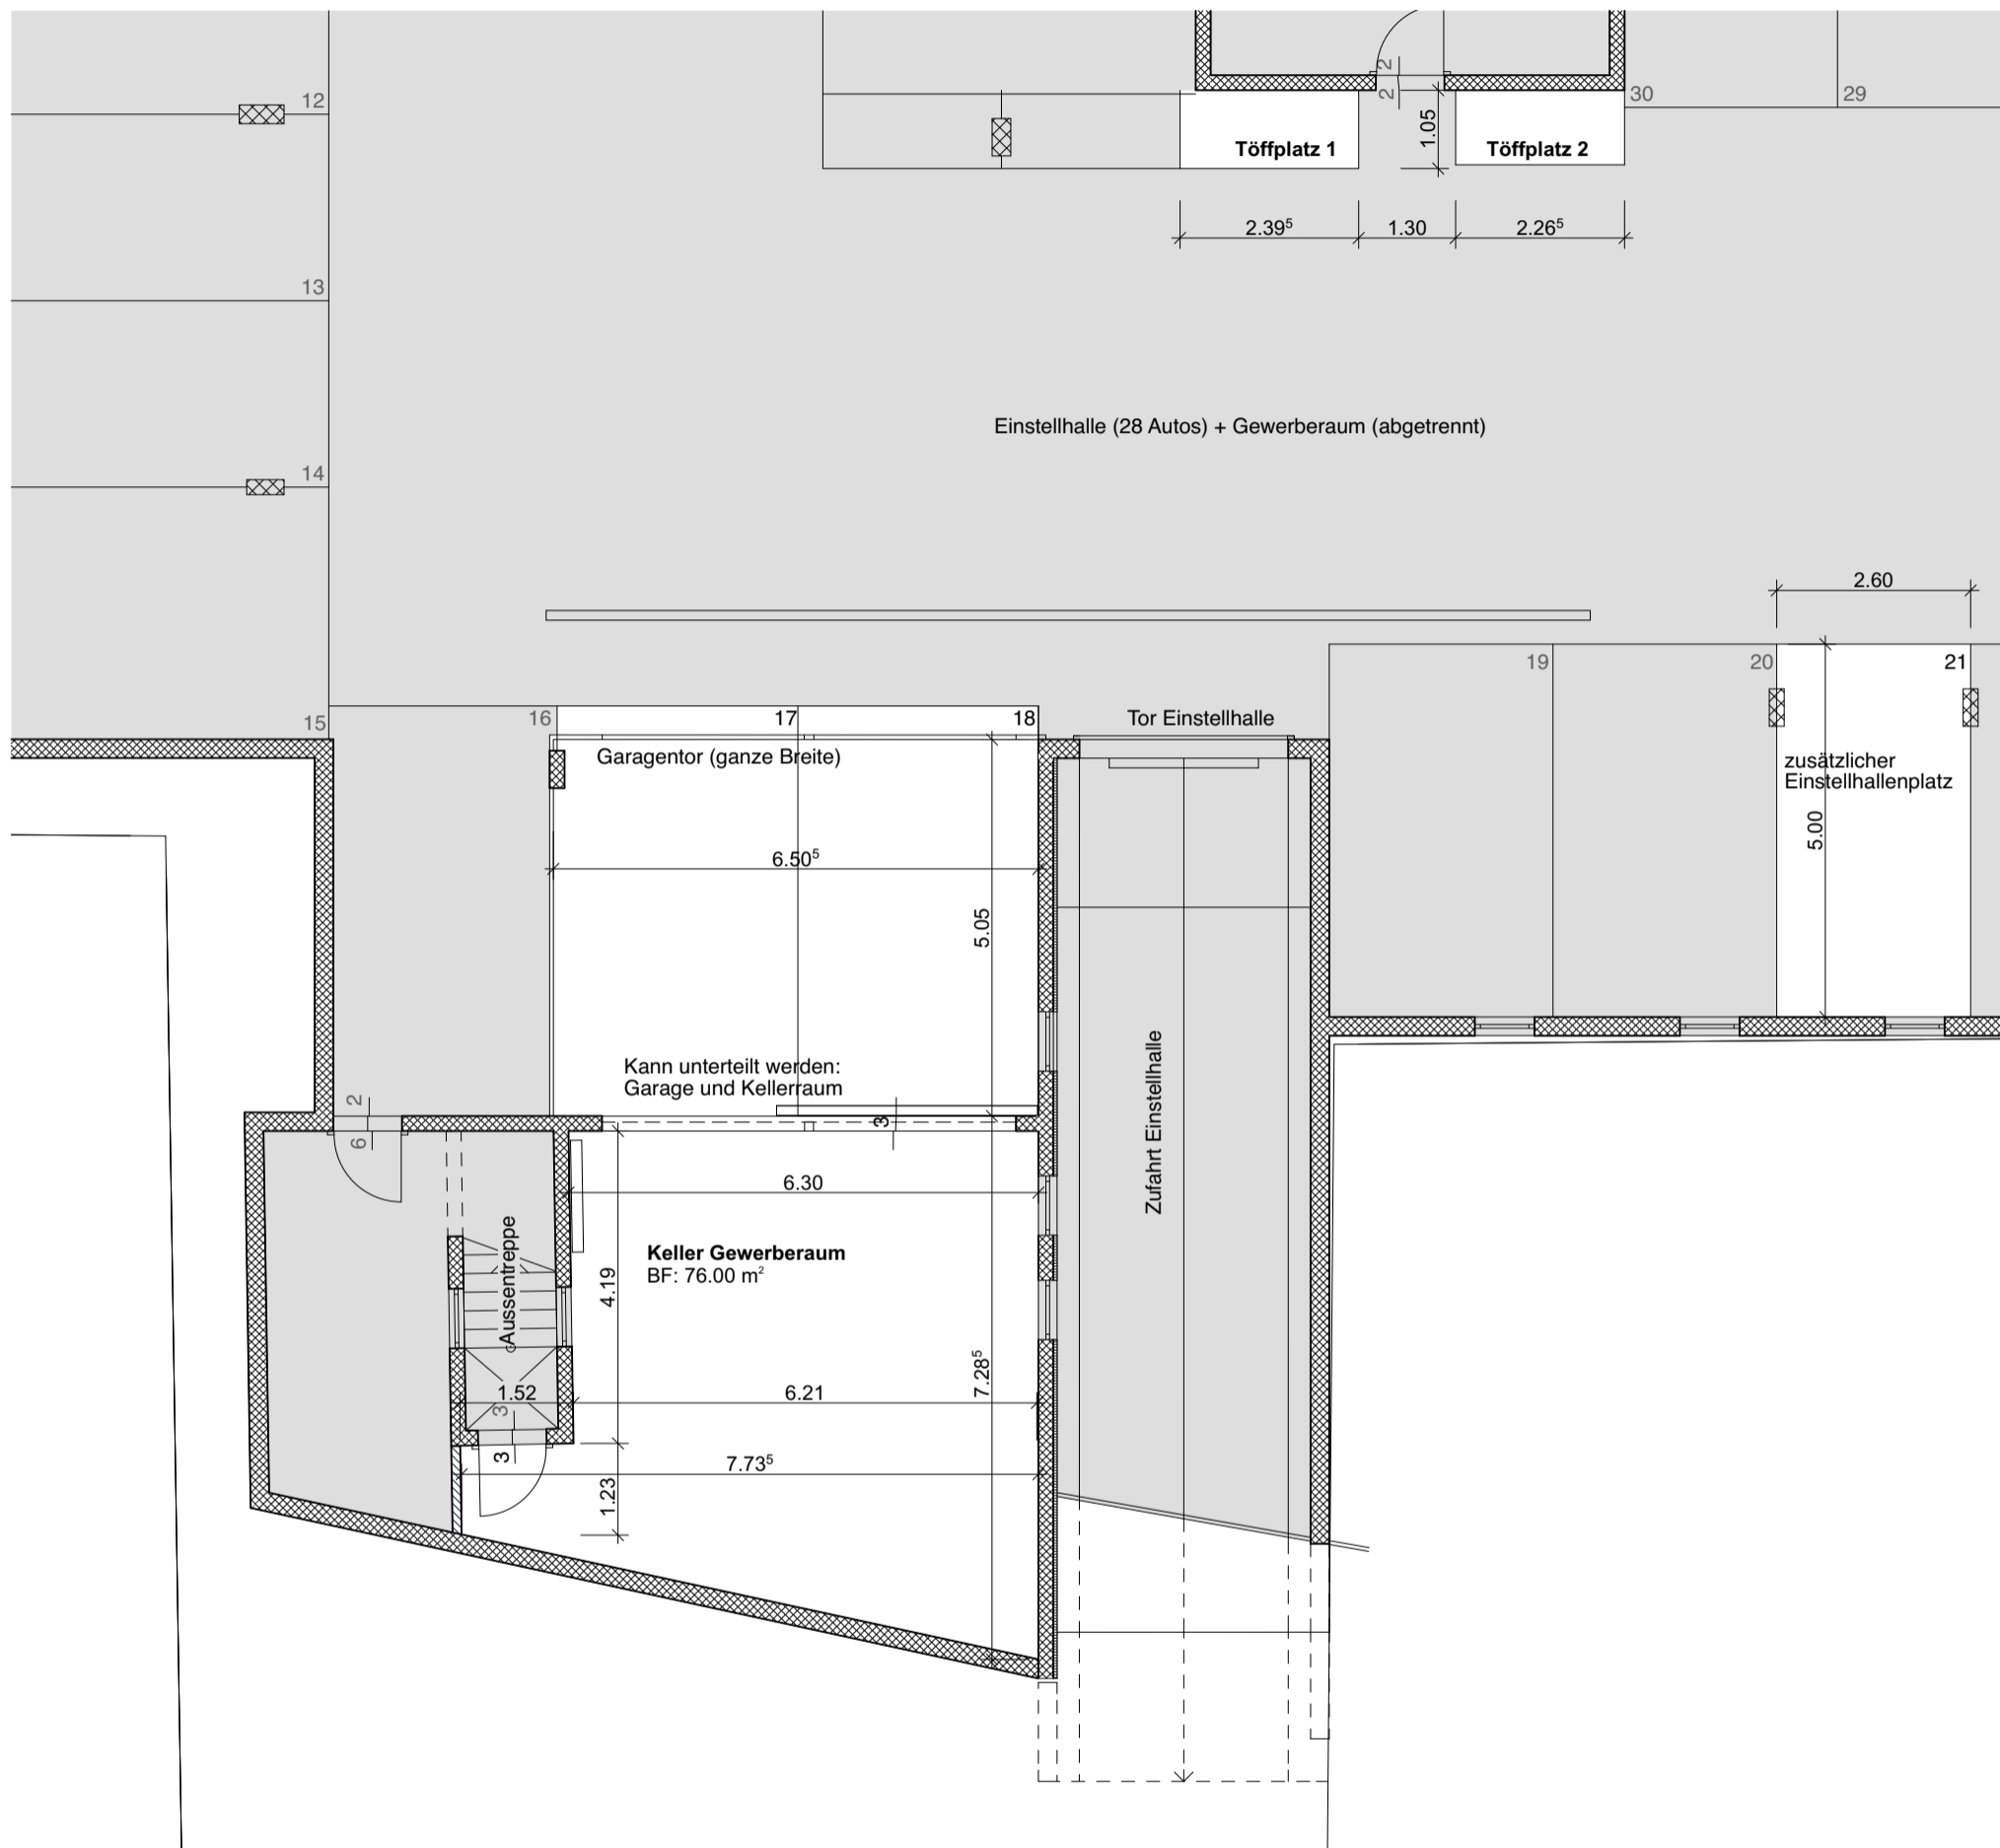 12
2
2
1.05
30
29
Töffplatz 1
Töffplatz 2
2.39⁵
1.30
2.26⁵
13
Einstellhalle (28 Autos) + Gewerberaum (abgetrennt)
14
2.60
19
20
21
15
16
17
18
Tor Einstellhalle
Garagentor (ganze Breite)
zusätzlicher
Einstellhallenplatz
5.00
6.50⁵
5.05
Kann unterteilt werden:
Garage und Kellerraum
2
6
3
Zufahrt Einstellhalle
6.30
Aussentreppe
Keller Gewerberaum
BF: 76.00 m²
4.19
7.28⁵
1.52
6.21
3
3
7.73⁵
1.23